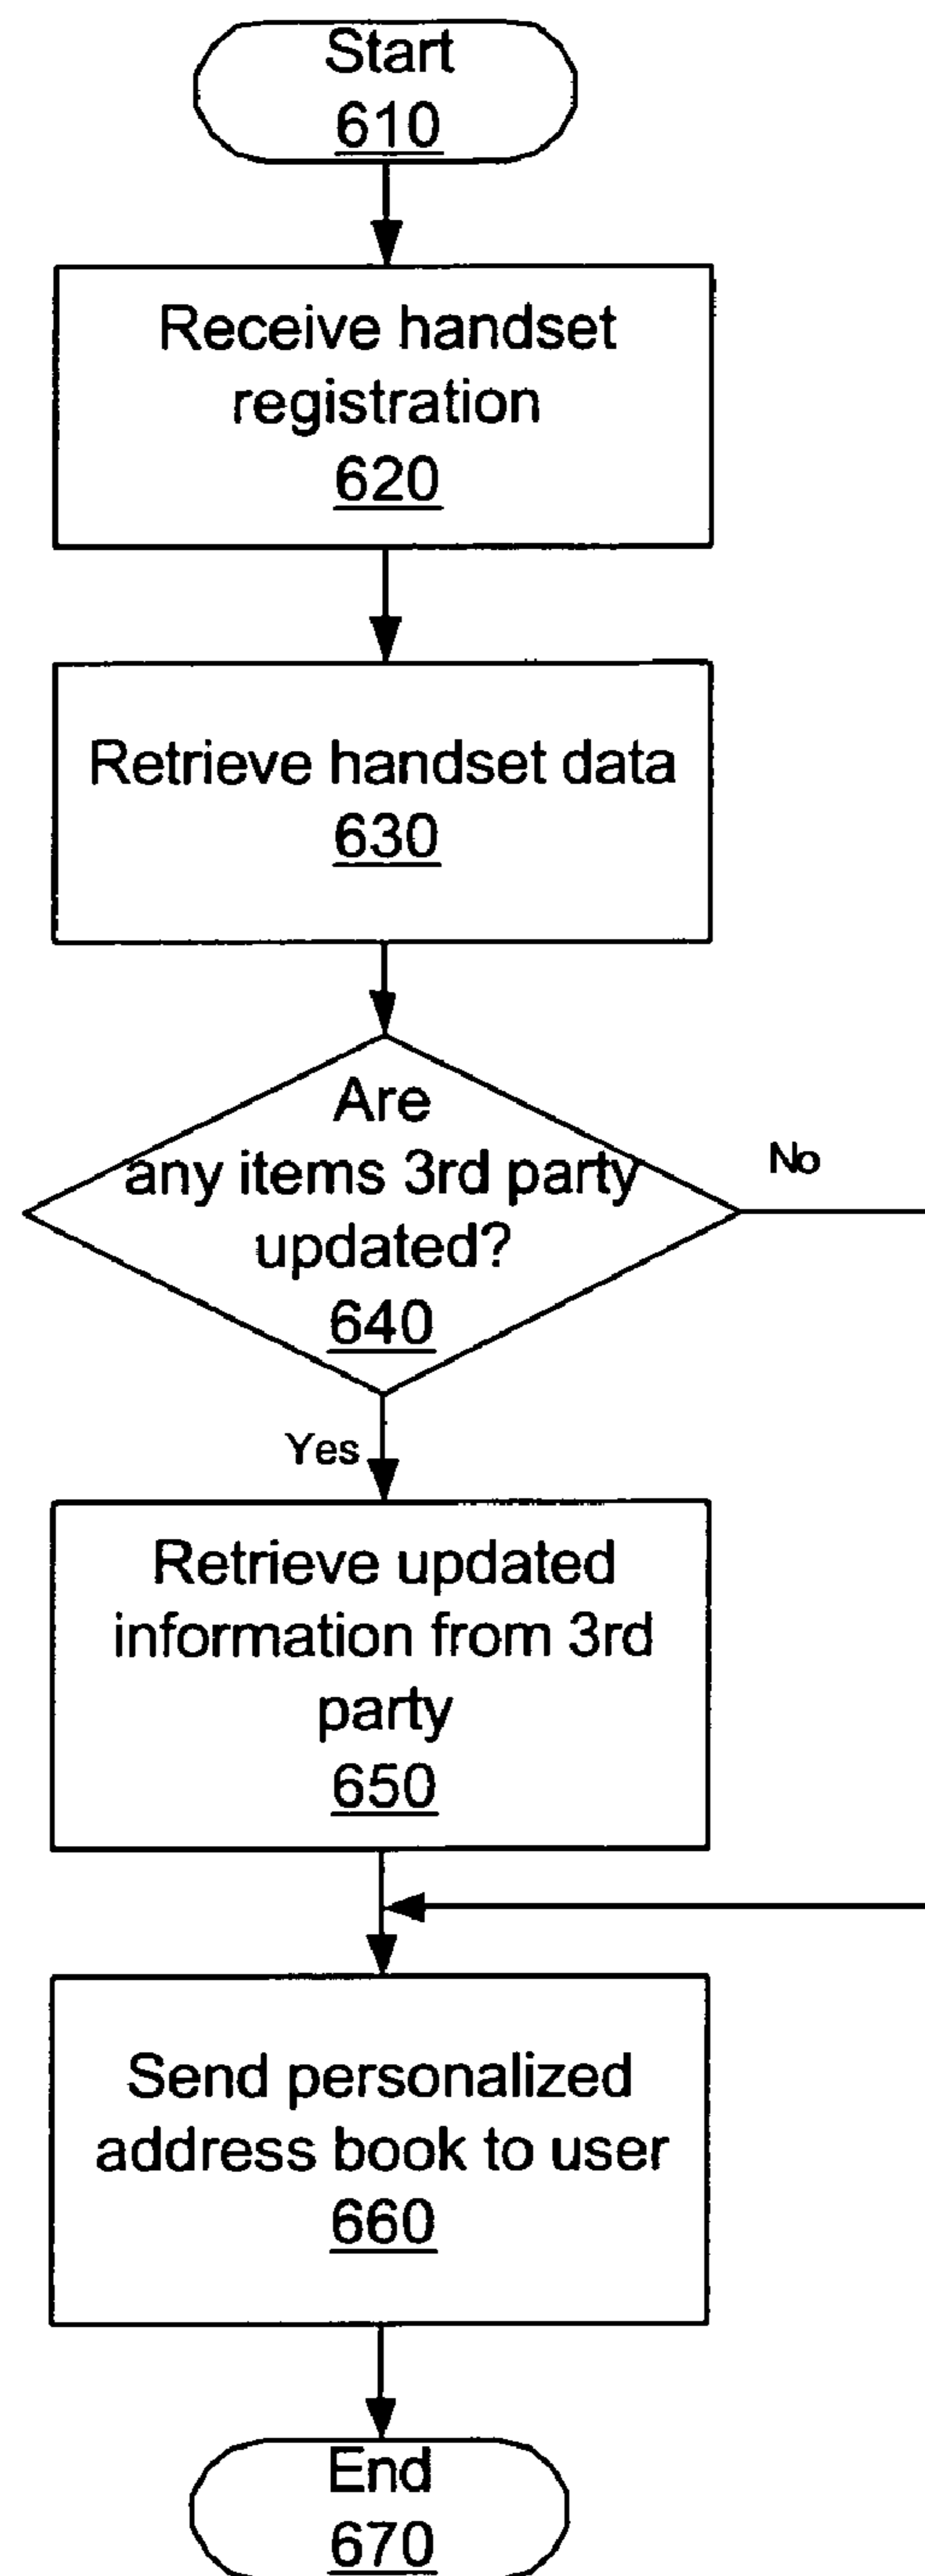 Start
610
Receive handset
registration
620
Retrieve handset data
630
Are
any items 3rd party
updated?
640
No
Yes
Retrieve updated
information from 3rd
party
650
Send personalized
address book to user
660
End
670